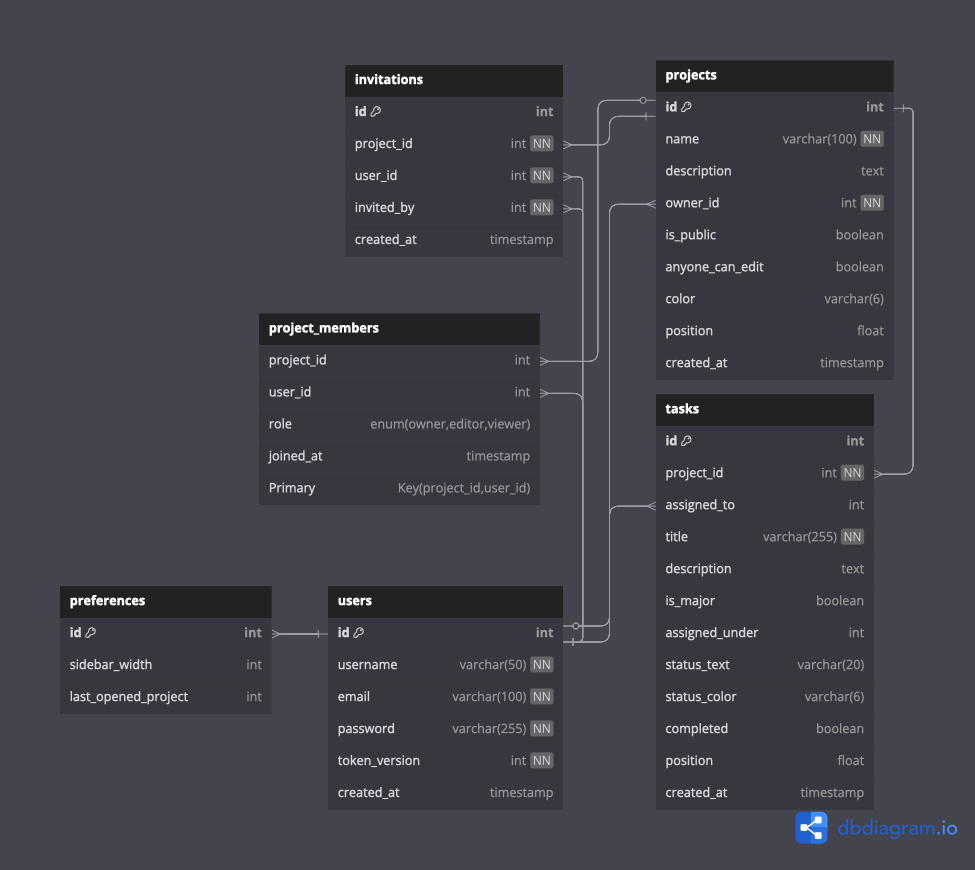 invitations
id int
project_id int NN
user_id int NN
invited_by int NN
created_at timestamp
projects
id int
name varchar(100) NN
description text
owner_id int NN
is_public boolean
anyone_can_edit boolean
color varchar(6)
position float
created_at timestamp
project_members
project_id int
user_id int
role enum(owner,editor,viewer)
joined_at timestamp
Primary Key(project_id,user_id)
tasks
id int
project_id int NN
assigned_to int
title varchar(255) NN
description text
is_major boolean
assigned_under int
status_text varchar(20)
status_color varchar(6)
completed boolean
position float
created_at timestamp
preferences
id int
sidebar_width int
last_opened_project int
users
id int
username varchar(50) NN
email varchar(100) NN
password varchar(255) NN
token_version int NN
created_at timestamp
dbdiagram.io